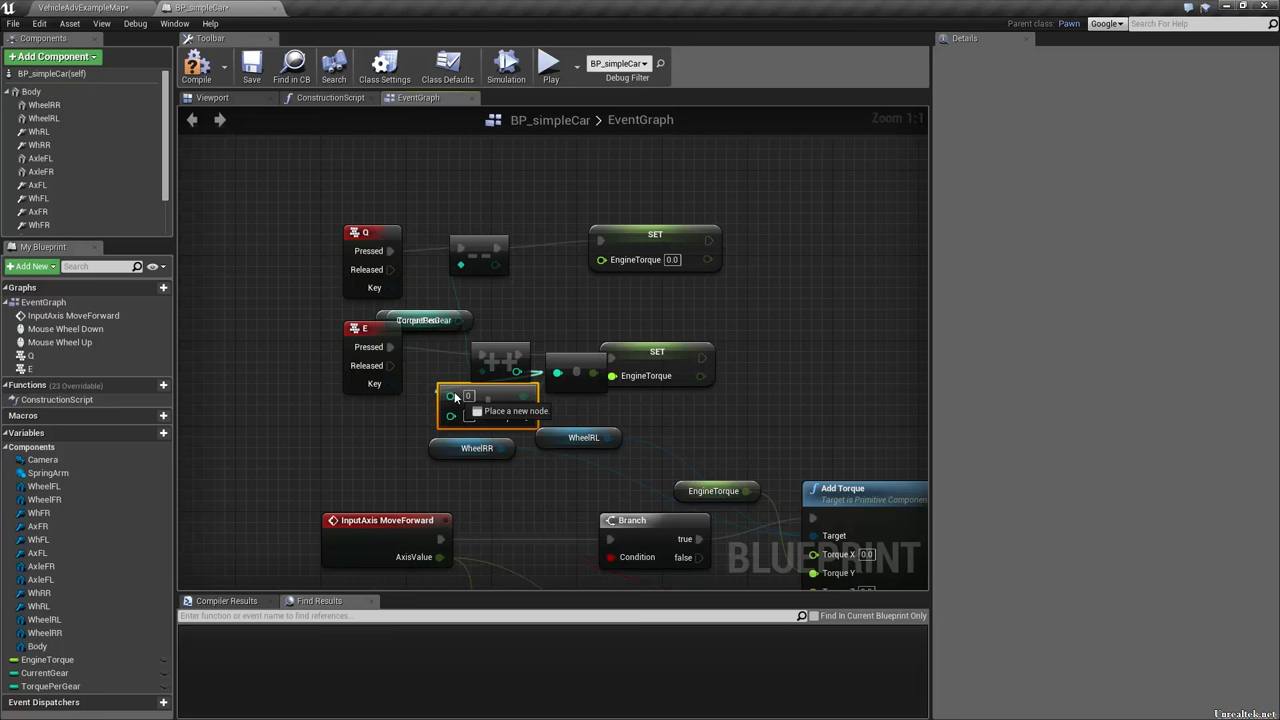 VehicleAdvExampleMap*
BP_simpleCar*
File Edit Asset View Debug Window Help
Parent class: Pawn
Google
Search For Help
Components
Toolbar
Details
Add Component
BP_simpleCar(self)
Compile
Save
Find in CB
Search
Class Settings
Class Defaults
Simulation
Play
BP_simpleCar
Debug Filter
Viewport
ConstructionScript
EventGraph
BP_simpleCar > EventGraph
Zoom 1:1
Body
WheelRR
WheelRL
WhRL
WhRR
AxleFL
AxleFR
AxFL
WhFL
AxFR
WhFR
My Blueprint
Add New
Search
Graphs
EventGraph
InputAxis MoveForward
Mouse Wheel Down
Mouse Wheel Up
Q
E
Functions (23 Overridable)
ConstructionScript
Macros
Variables
Components
Camera
SpringArm
WheelFL
WheelFR
WhFR
AxFR
WhFL
AxFL
AxleFR
AxleFL
WhRR
WhRL
WheelRL
WheelRR
Body
EngineTorque
CurrentGear
TorquePerGear
Event Dispatchers
Q
Pressed
Released
Key
--
SET
EngineTorque 0.0
E
Pressed
Released
Key
++
SET
EngineTorque
0
Place a new node.
WheelRR
WheelRL
EngineTorque
Add Torque
Target is Primitive Componen
Target
Torque X 0.0
Torque Y
InputAxis MoveForward
AxisValue
Branch
Condition
true
false
BLUEPRINT
Compiler Results
Find Results
Enter function or event name to find references...
Find In Current Blueprint Only
Unrealtek.net